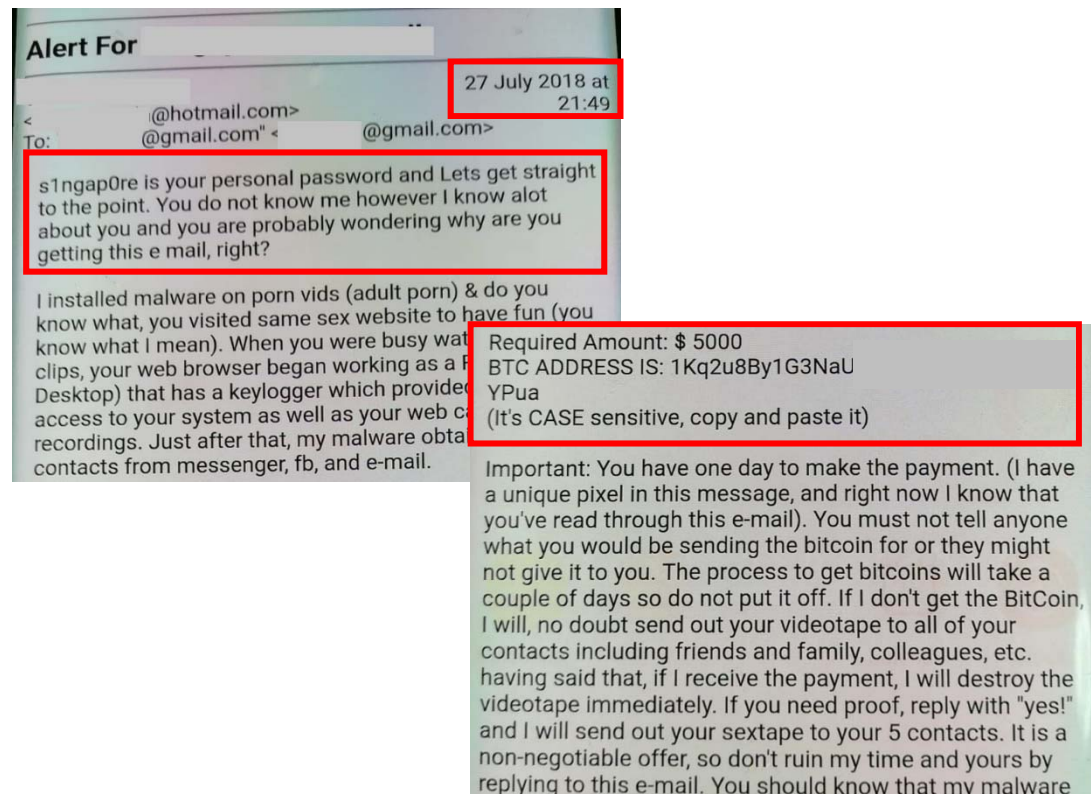 Alert For
27 July 2018 at
21:49
< @hotmail.com>
To: @gmail.com" < @gmail.com>
s1ngap0re is your personal password and Lets get straight
to the point. You do not know me however I know alot
about you and you are probably wondering why are you
getting this e mail, right?
I installed malware on porn vids (adult porn) & do you
know what, you visited same sex website to have fun (you
know what I mean). When you were busy
clips, your web browser began working as a
Desktop) that has a keylogger which
access to your system as well as your web
recordings. Just after that, my malware
contacts from messenger, fb, and e-mail.
Required Amount: $ 5000
BTC ADDRESS IS: 1Kq2u8By1G3NaU
YPua
(It's CASE sensitive, copy and paste it)
Important: You have one day to make the payment. (I have
a unique pixel in this message, and right now I know that
you've read through this e-mail). You must not tell anyone
what you would be sending the bitcoin for or they might
not give it to you. The process to get bitcoins will take a
couple of days so do not put it off. If I don't get the BitCoin,
I will, no doubt send out your videotape to all of your
contacts including friends and family, colleagues, etc.
having said that, if I receive the payment, I will destroy the
videotape immediately. If you need proof, reply with "yes!"
and I will send out your sextape to your 5 contacts. It is a
non-negotiable offer, so don't ruin my time and yours by
replying to this e-mail. You should know that my malware